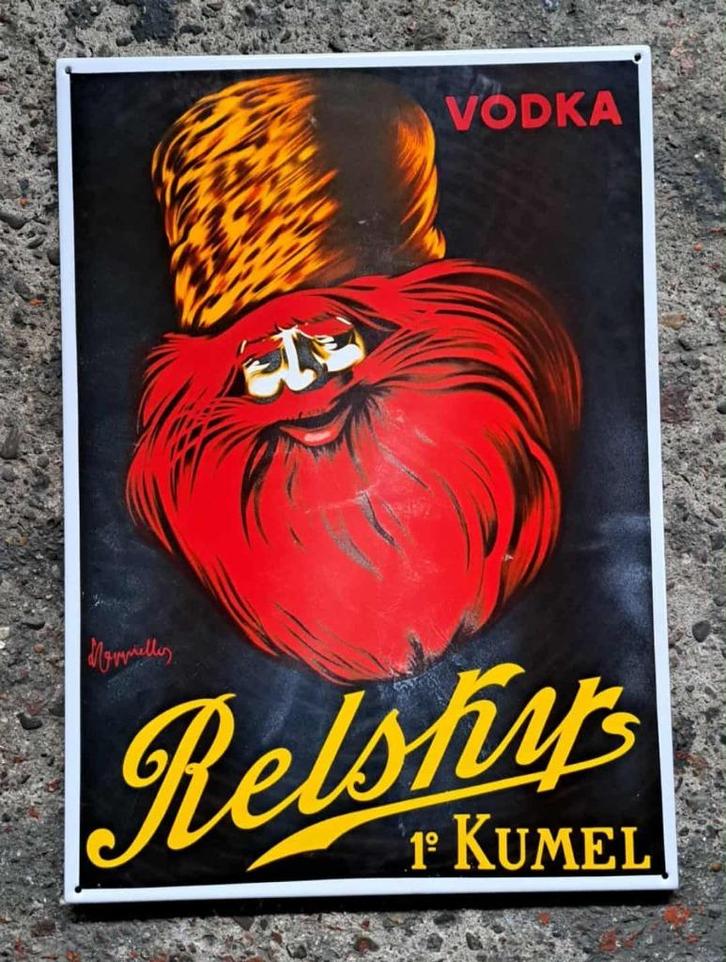 VODKA
Relskys
1º KUMEL